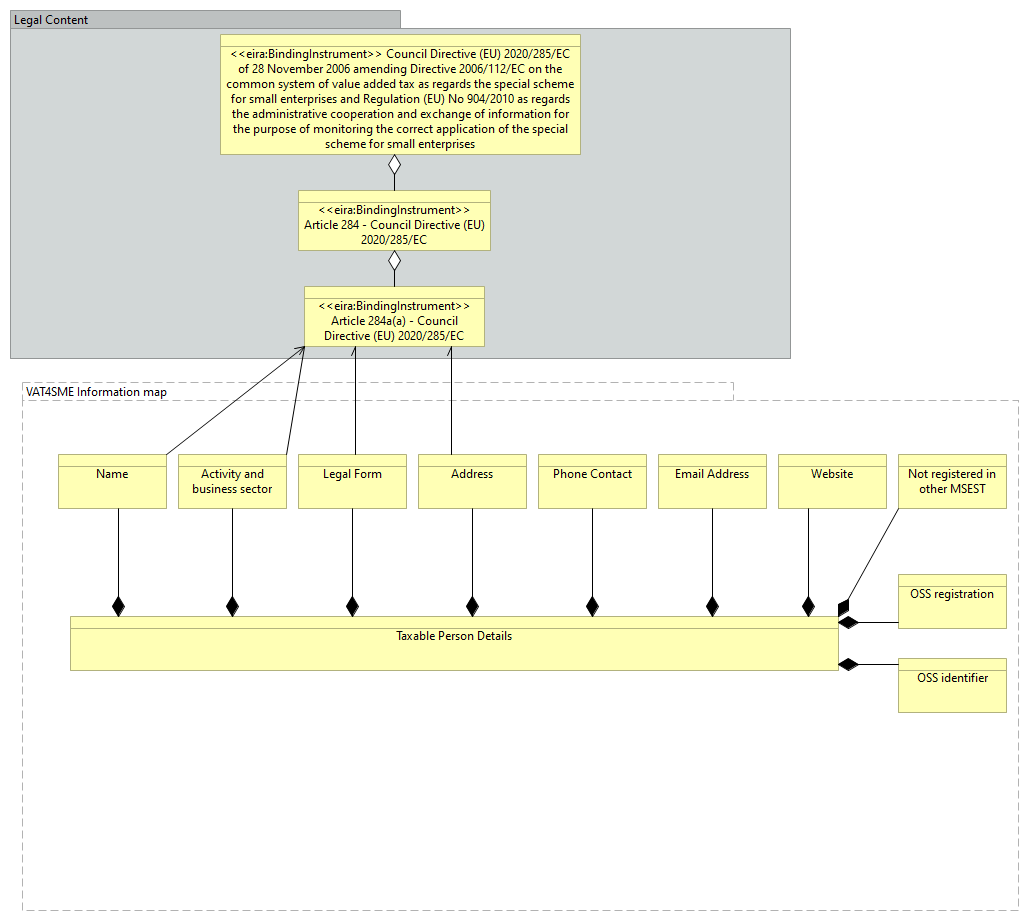 Legal Content
<<eira:BindingInstrument>> Council Directive (EU) 2020/285/EC
of 28 November 2006 amending Directive 2006/112/EC on the
common system of value added tax as regards the special scheme
for small enterprises and Regulation (EU) No 904/2010 as regards
the administrative cooperation and exchange of information for
the purpose of monitoring the correct application of the special
scheme for small enterprises
<<eira:BindingInstrument>>
Article 284 - Council Directive (EU)
2020/285/EC
<<eira:BindingInstrument>>
Article 284a(a) - Council
Directive (EU) 2020/285/EC
VAT4SME Information map
Name
Activity and
business sector
Legal Form
Address
Phone Contact
Email Address
Website
Not registered in
other MSEST
OSS registration
Taxable Person Details
OSS identifier